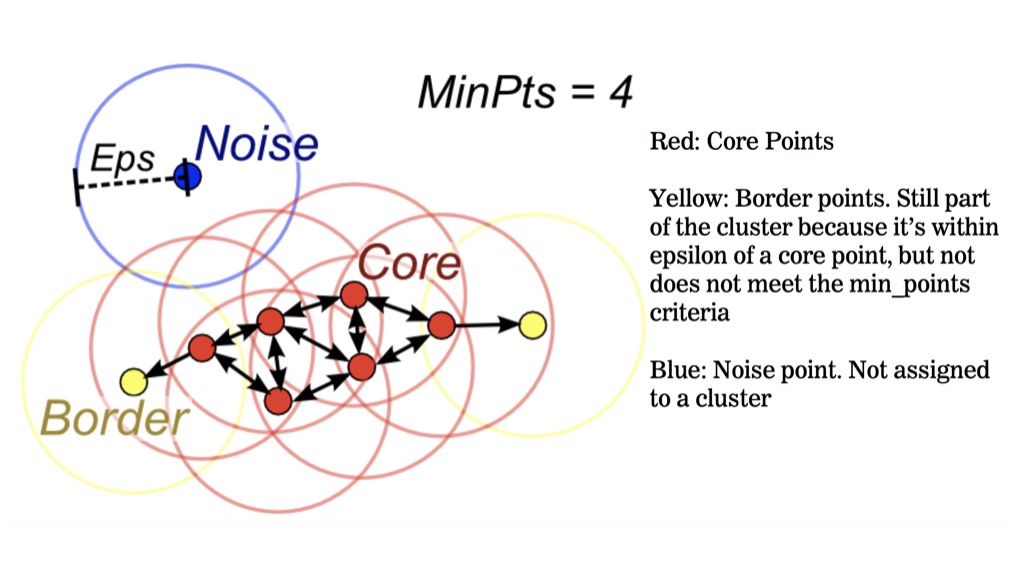 MinPts = 4
Eps
Noise
Core
Border
Red: Core Points
Yellow: Border points. Still part
of the cluster because it’s within
epsilon of a core point, but not
does not meet the min_points
criteria
Blue: Noise point. Not assigned
to a cluster